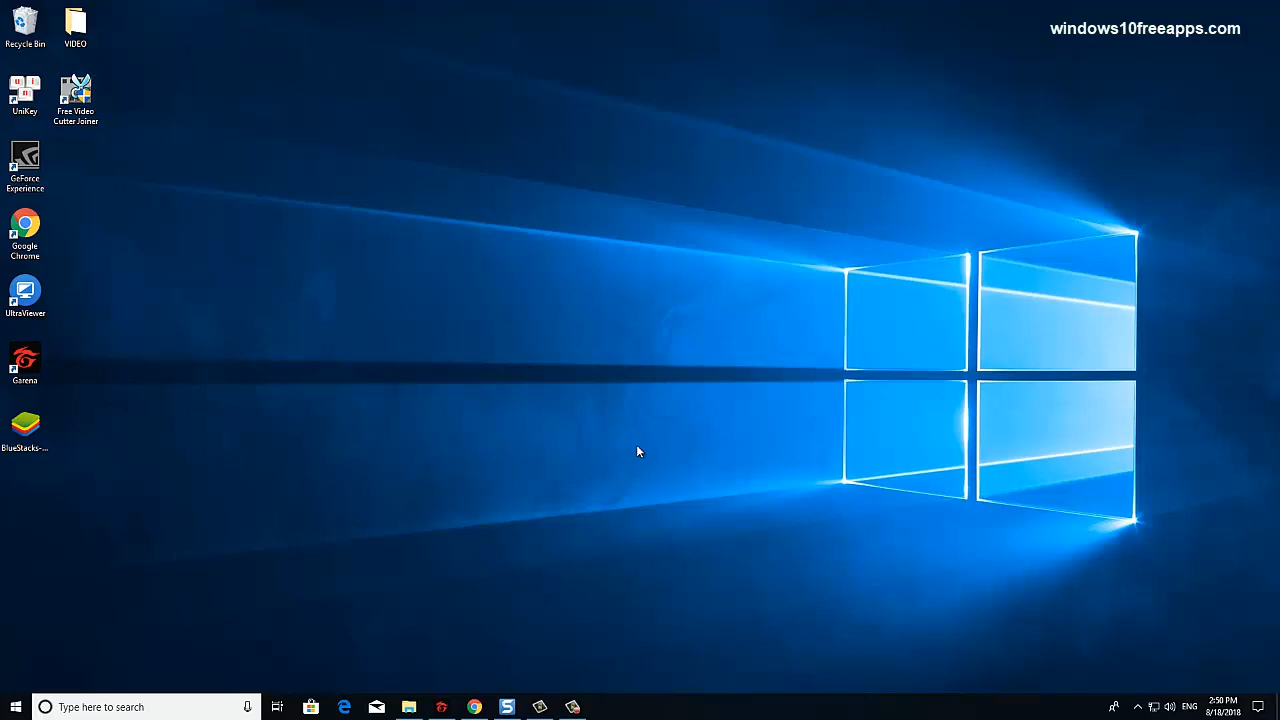 windows10freeapps.com
Recycle Bin
VIDEO
UniKey
Free Video
Cutter Joiner
GeForce
Experience
Google
Chrome
UltraViewer
Garena
BlueStacks-...
Type here to search
ENG
2:50 PM
8/18/2018